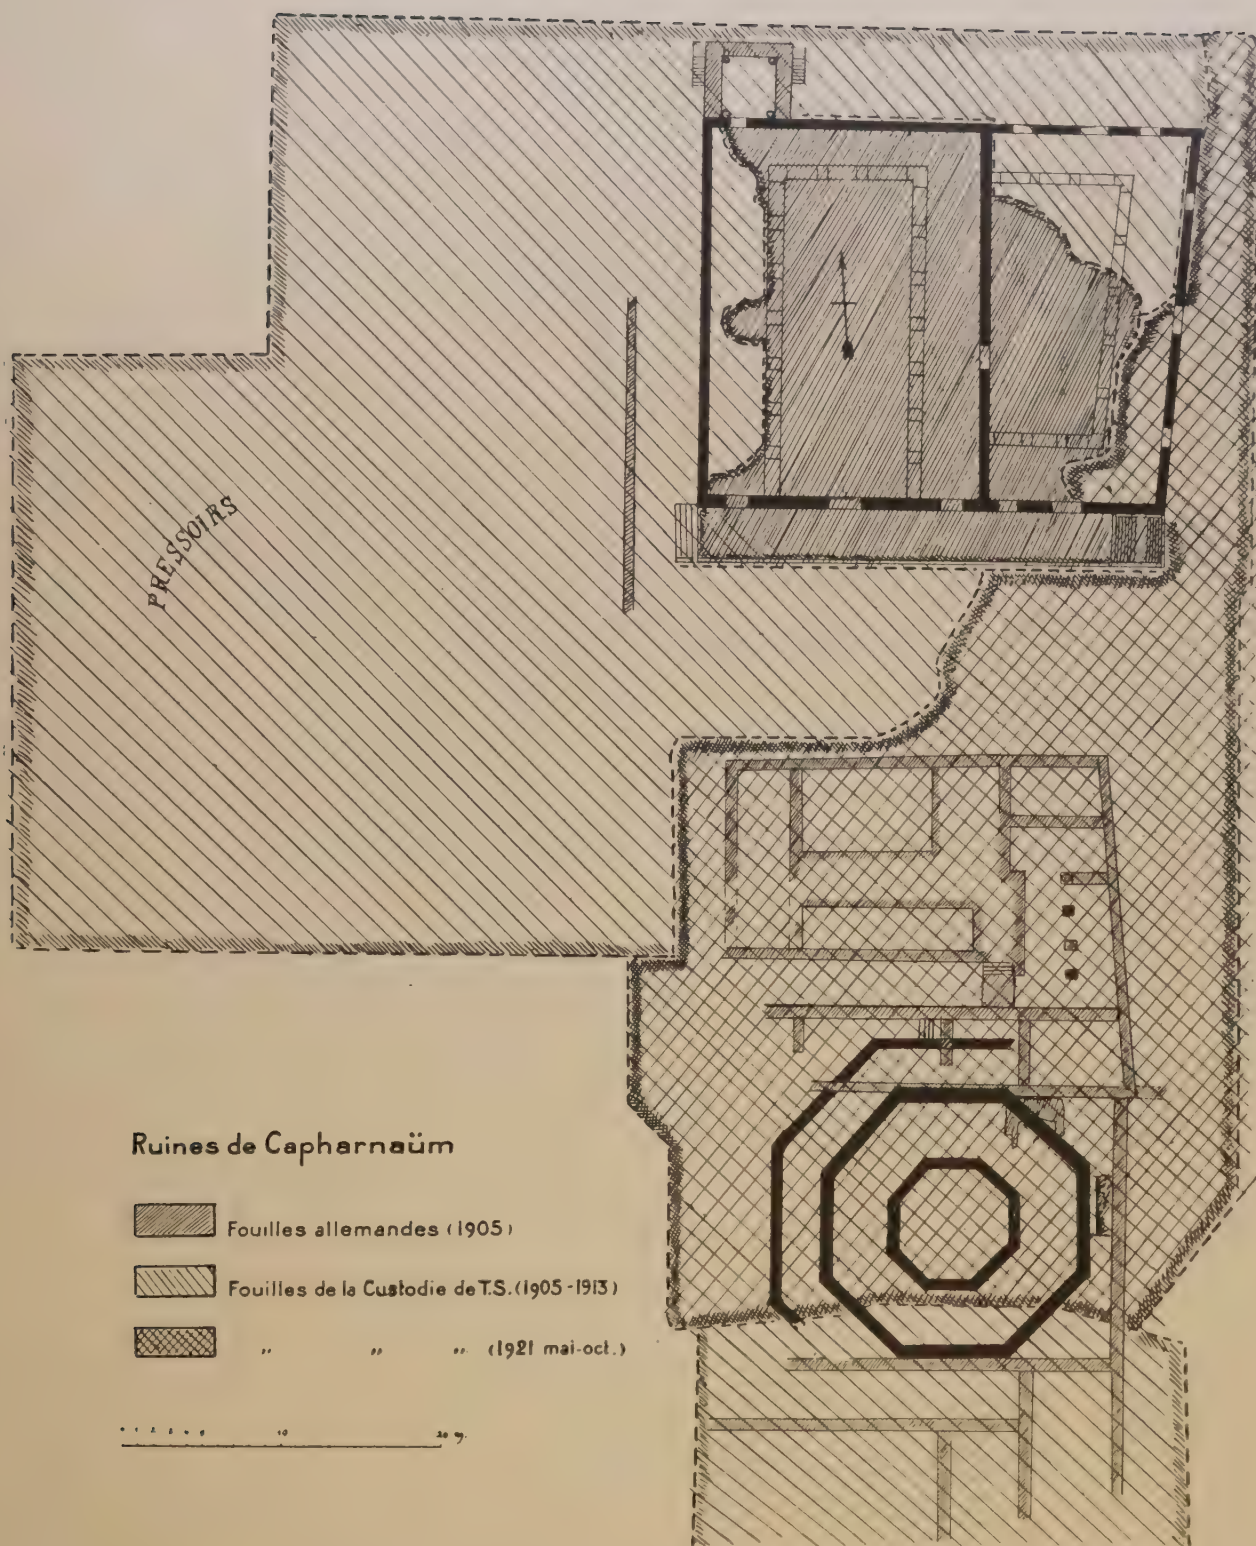 PRESSOIRS
Ruines de Capharnaüm
Fouilles allemandes (1905)
Fouilles de la Custodie de T.S. (1905-1913)
„ „ „ (1921 mai-oct.)
10 20 m.